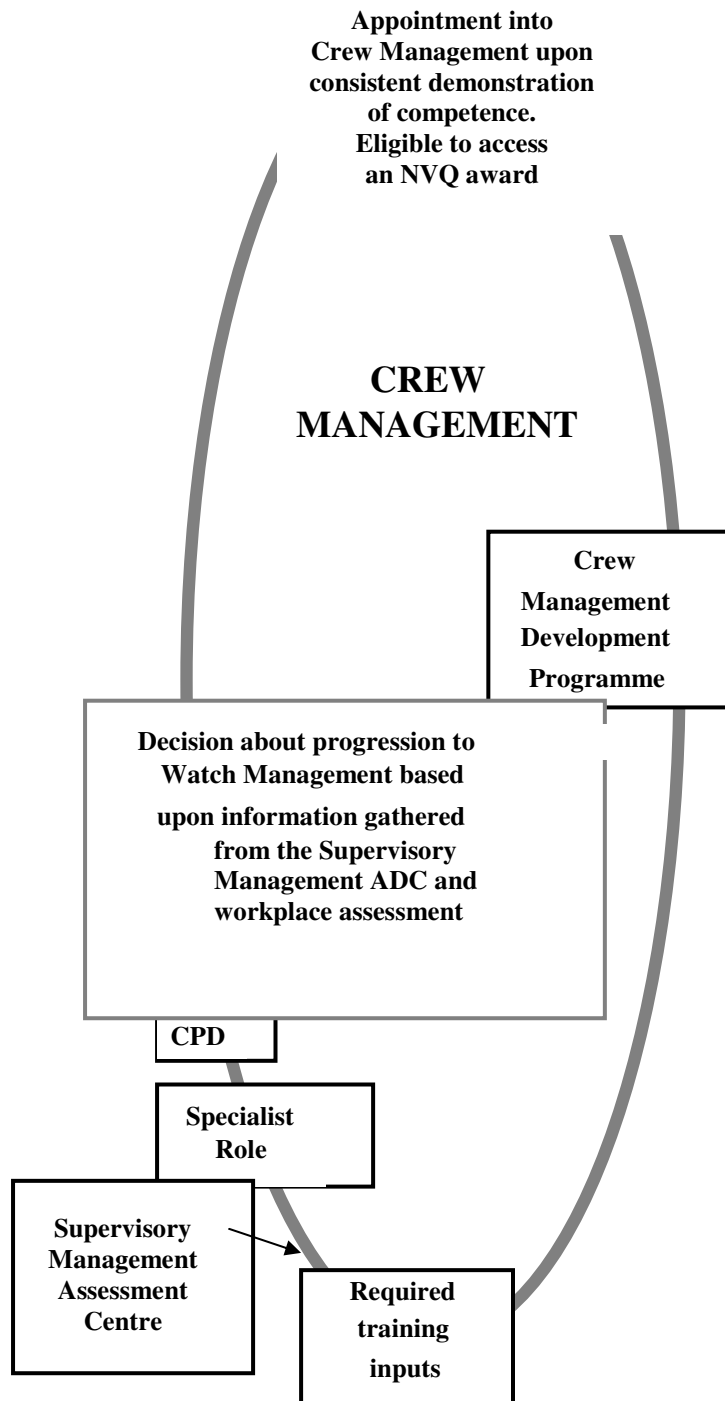 Appointment into
Crew Management upon
consistent demonstration
of competence.
Eligible to access
an NVQ award
CREW
MANAGEMENT
Crew
Management
Development
Programme
Decision about progression to
Watch Management based
upon information gathered
from the Supervisory
Management ADC and
workplace assessment
CPD
Specialist
Role
Supervisory
Management
Assessment
Centre
Required
training
inputs